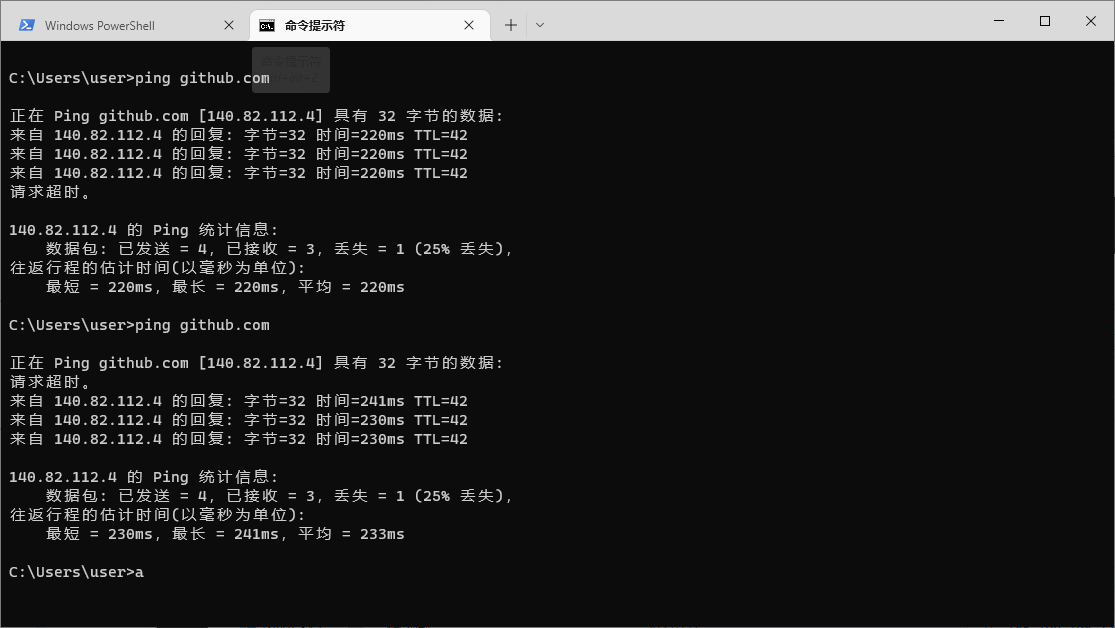 Windows PowerShell
命令提示符
C:\Users\user>ping github.com
正在 Ping github.com [140.82.112.4] 具有 32 字节的数据:
来自 140.82.112.4 的回复: 字节=32 时间=220ms TTL=42
来自 140.82.112.4 的回复: 字节=32 时间=220ms TTL=42
来自 140.82.112.4 的回复: 字节=32 时间=220ms TTL=42
请求超时。
140.82.112.4 的 Ping 统计信息:
数据包: 已发送 = 4, 已接收 = 3, 丢失 = 1 (25% 丢失),
往返行程的估计时间(以毫秒为单位):
最短 = 220ms, 最长 = 220ms, 平均 = 220ms
C:\Users\user>ping github.com
正在 Ping github.com [140.82.112.4] 具有 32 字节的数据:
请求超时。
来自 140.82.112.4 的回复: 字节=32 时间=241ms TTL=42
来自 140.82.112.4 的回复: 字节=32 时间=230ms TTL=42
来自 140.82.112.4 的回复: 字节=32 时间=230ms TTL=42
140.82.112.4 的 Ping 统计信息:
数据包: 已发送 = 4, 已接收 = 3, 丢失 = 1 (25% 丢失),
往返行程的估计时间(以毫秒为单位):
最短 = 230ms, 最长 = 241ms, 平均 = 233ms
C:\Users\user>a